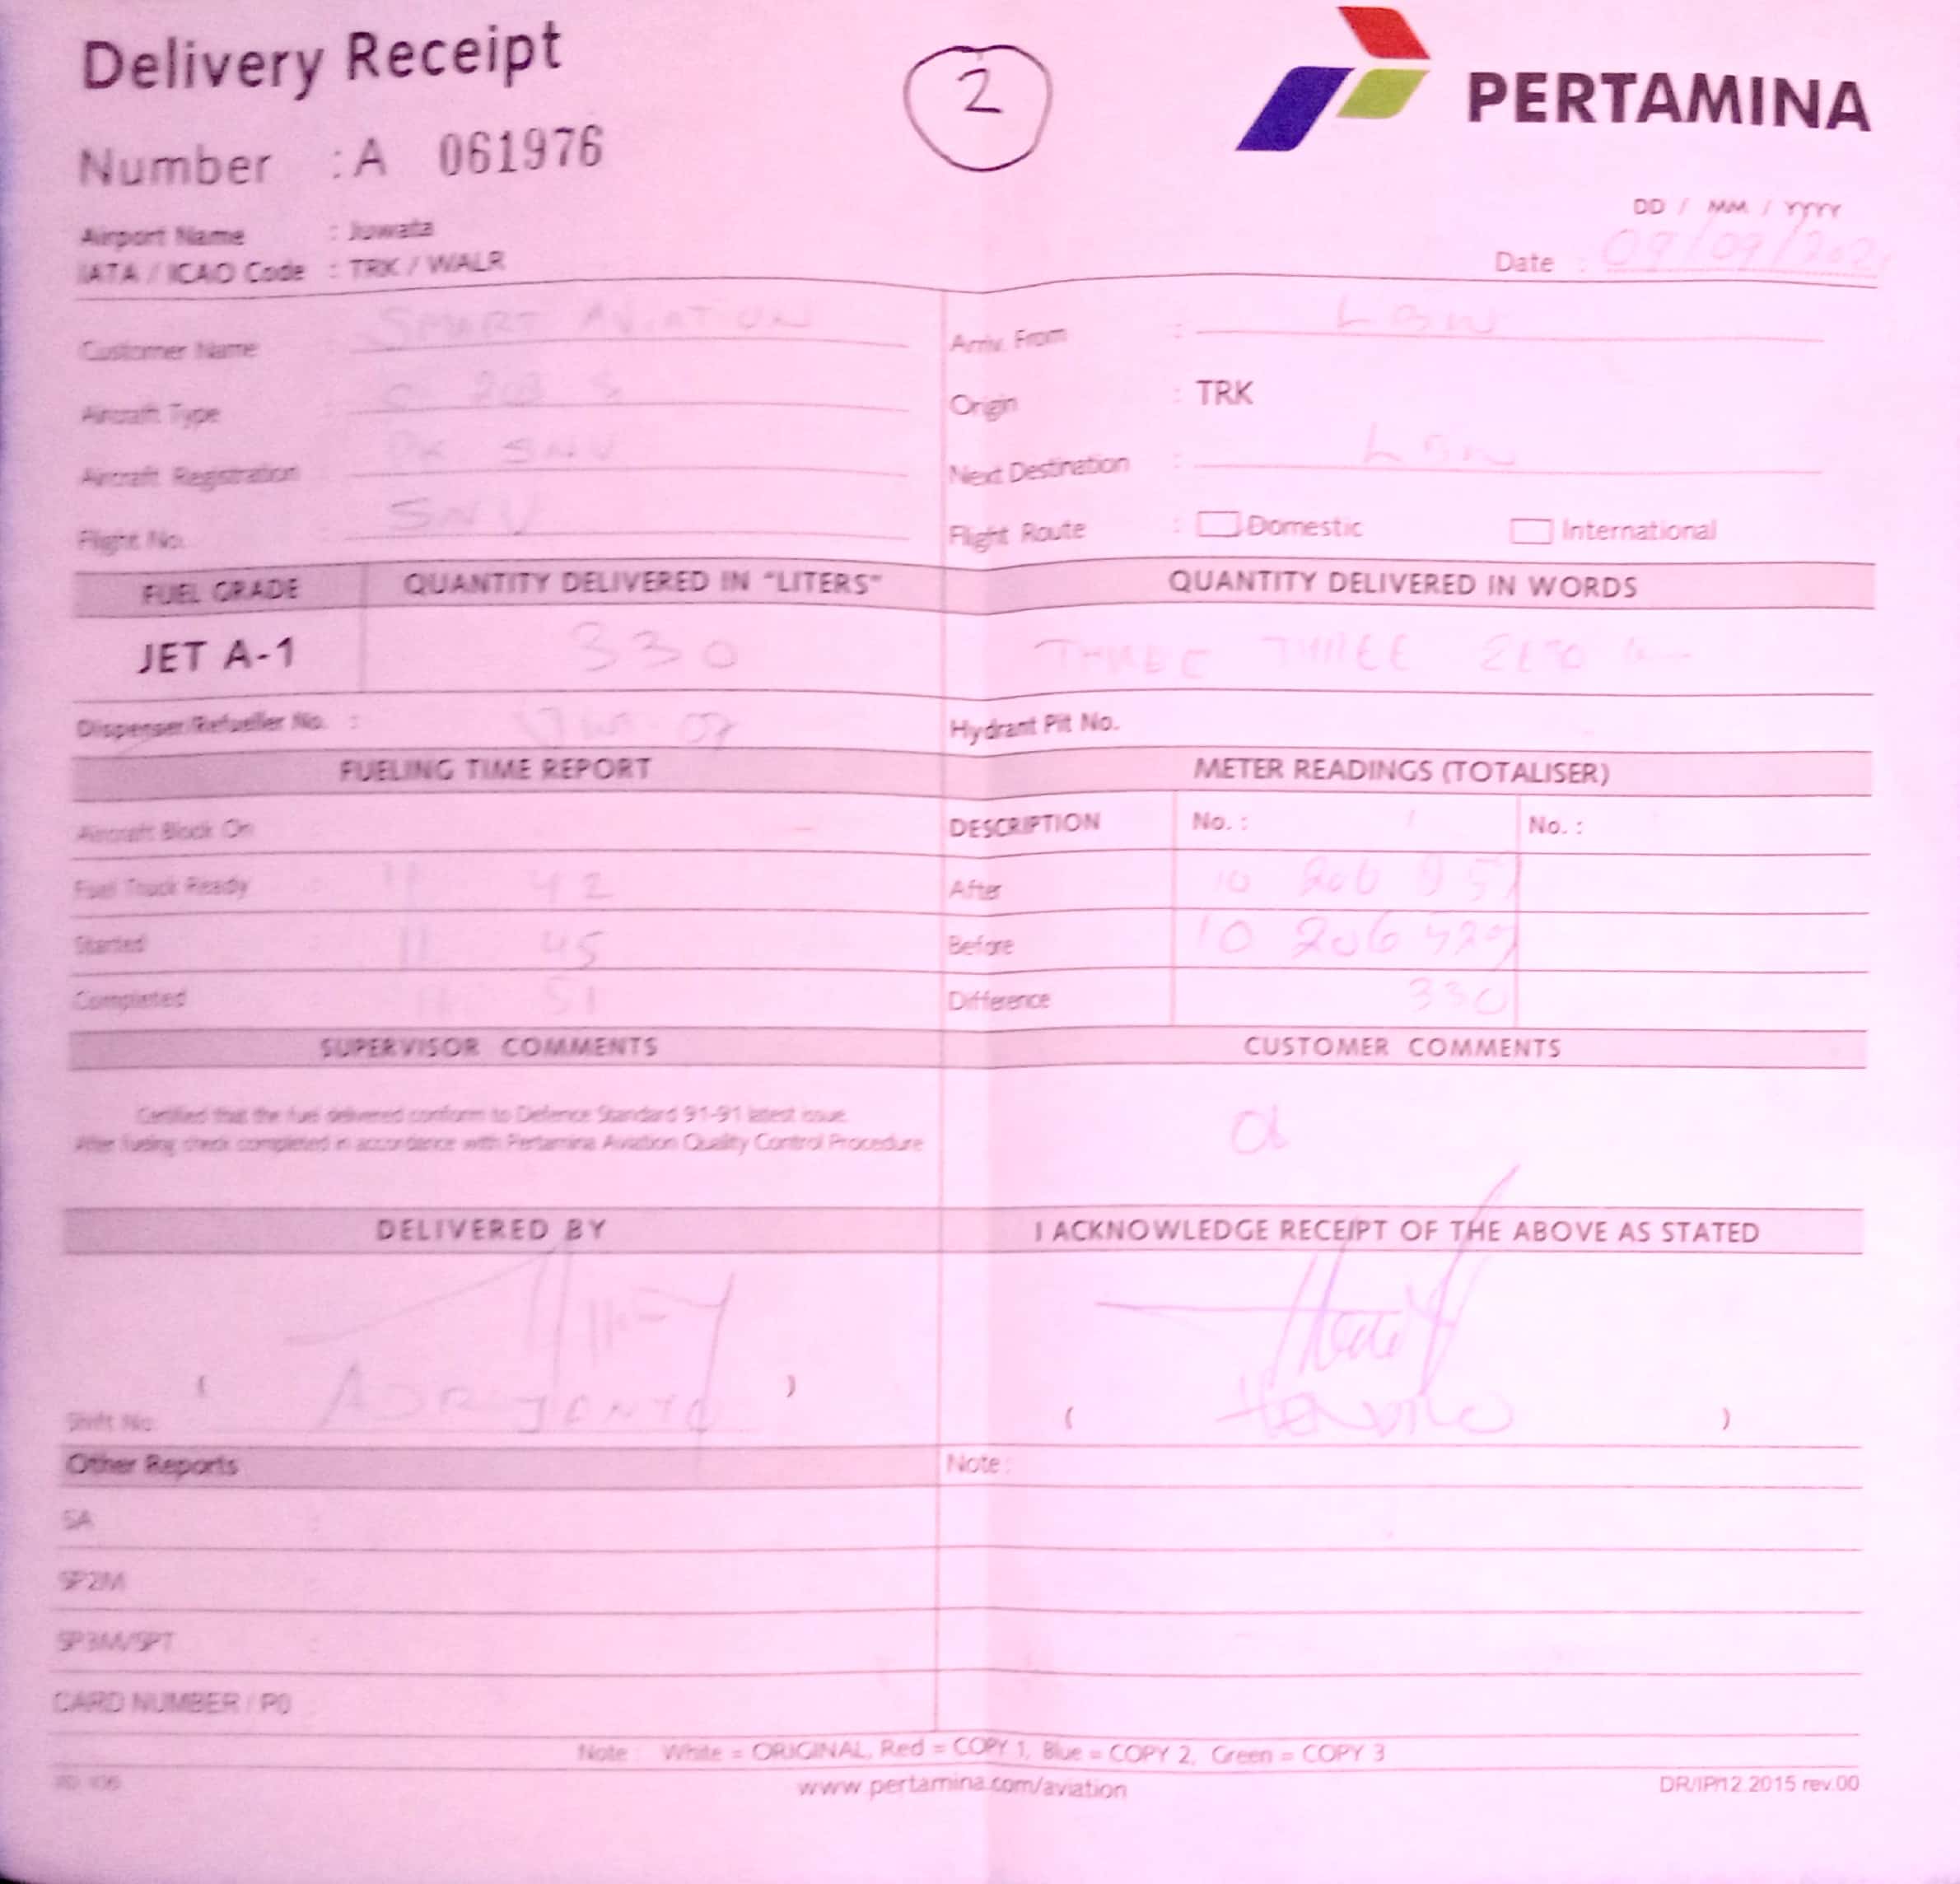 Delivery Receipt
2
PERTAMINA
Number : A 061976
DD / MM / YYYY
Airport Name : Juwata
Date : 09/09/202
IATA / ICAO Code : TRK / WALR
Customer Name : SMART AVIATION
Arriv. From : LBW
Aircraft Type : C 208
Origin : TRK
Aircraft Registration : PK SNV
Next Destination : LBW
Flight No. : SNV
Flight Route : Domestic International
FUEL GRADE QUANTITY DELIVERED IN "LITERS" QUANTITY DELIVERED IN WORDS
JET A-1 330 THREE THREE ZERO
Dispenser/Refueller No. : 07
Hydrant Pit No.
FUELING TIME REPORT METER READINGS (TOTALISER)
Aircraft Block On
DESCRIPTION No. : No. :
Fuel Truck Ready : 11 42
After 10 206
Started : 11 45
Before 10 206
Completed : 11 51
Difference 330
SUPERVISOR COMMENTS CUSTOMER COMMENTS
Certified that the fuel delivered conform to Defence Standard 91-91 latest issue.
After fueling check completed in accordance with Pertamina Aviation Quality Control Procedure
DELIVERED BY I ACKNOWLEDGE RECEIPT OF THE ABOVE AS STATED
( )
Shift No. ( )
Other Reports Note :
SA :
SP2M :
SP3M/SPT :
CARD NUMBER / PO
Note : White = ORIGINAL, Red = COPY 1, Blue = COPY 2, Green = COPY 3
www.pertamina.com/aviation
DR/IP/12.2015 rev.00